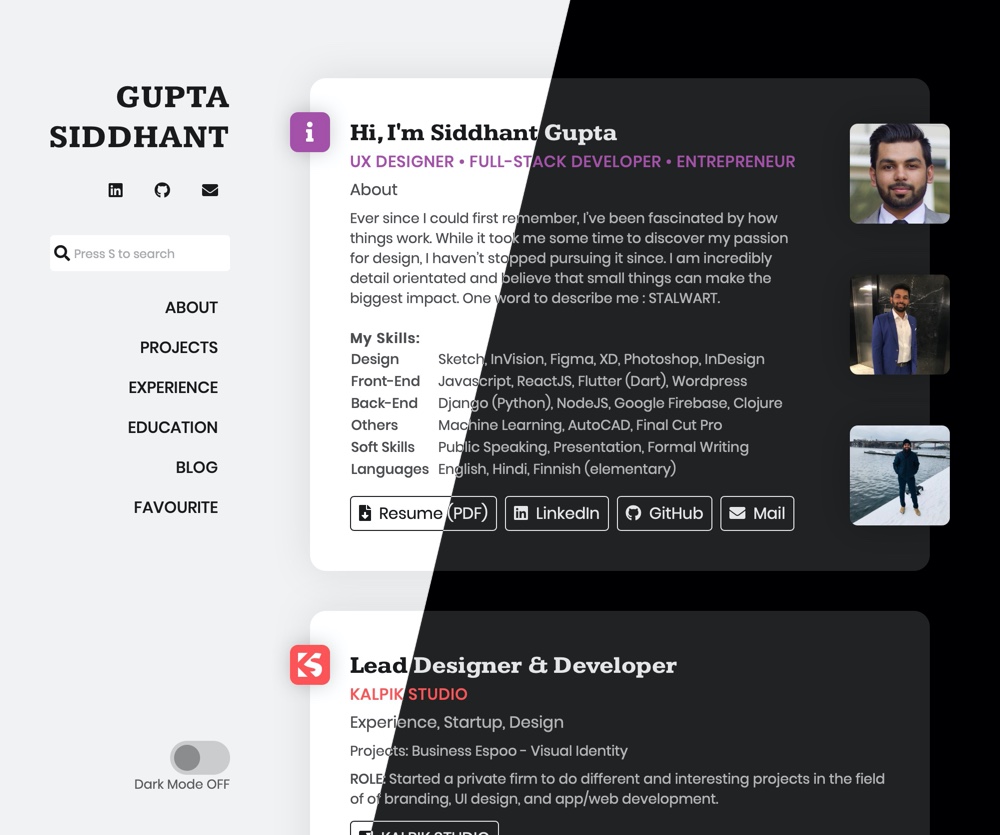 GUPTA
SIDDHANT
Press S to search
ABOUT
PROJECTS
EXPERIENCE
EDUCATION
BLOG
FAVOURITE
Dark Mode OFF
Hi, I'm Siddhant Gupta
UX DESIGNER • FULL-STACK DEVELOPER • ENTREPRENEUR
About
Ever since I could first remember, I've been fascinated by how
things work. While it took me some time to discover my passion
for design, I haven't stopped pursuing it since. I am incredibly
detail orientated and believe that small things can make the
biggest impact. One word to describe me : STALWART.
My Skills:
Design Sketch, InVision, Figma, XD, Photoshop, InDesign
Front-End Javascript, ReactJS, Flutter (Dart), Wordpress
Back-End Django (Python), NodeJS, Google Firebase, Clojure
Others Machine Learning, AutoCAD, Final Cut Pro
Soft Skills Public Speaking, Presentation, Formal Writing
Languages English, Hindi, Finnish (elementary)
Resume (PDF) LinkedIn GitHub Mail
Lead Designer & Developer
KALPIK STUDIO
Experience, Startup, Design
Projects: Business Espoo - Visual Identity
ROLE: Started a private firm to do different and interesting projects in the field
of of branding, UI design, and app/web development.
KALPIK STUDIO